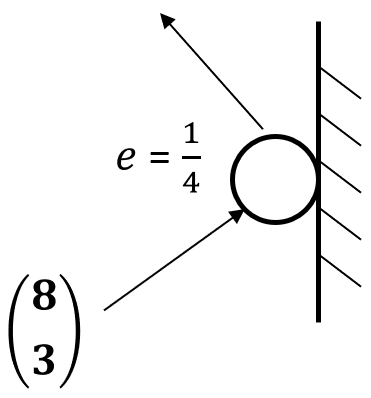 e = 1/4
(8
3)